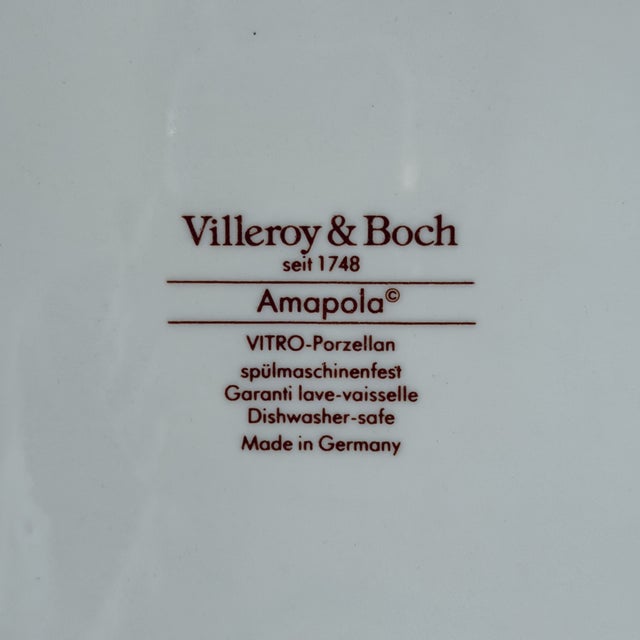 Villeroy & Boch
seit 1748
Amapola©
VITRO-Porzellan
spülmaschinenfest
Garanti lave-vaisselle
Dishwasher-safe
Made in Germany